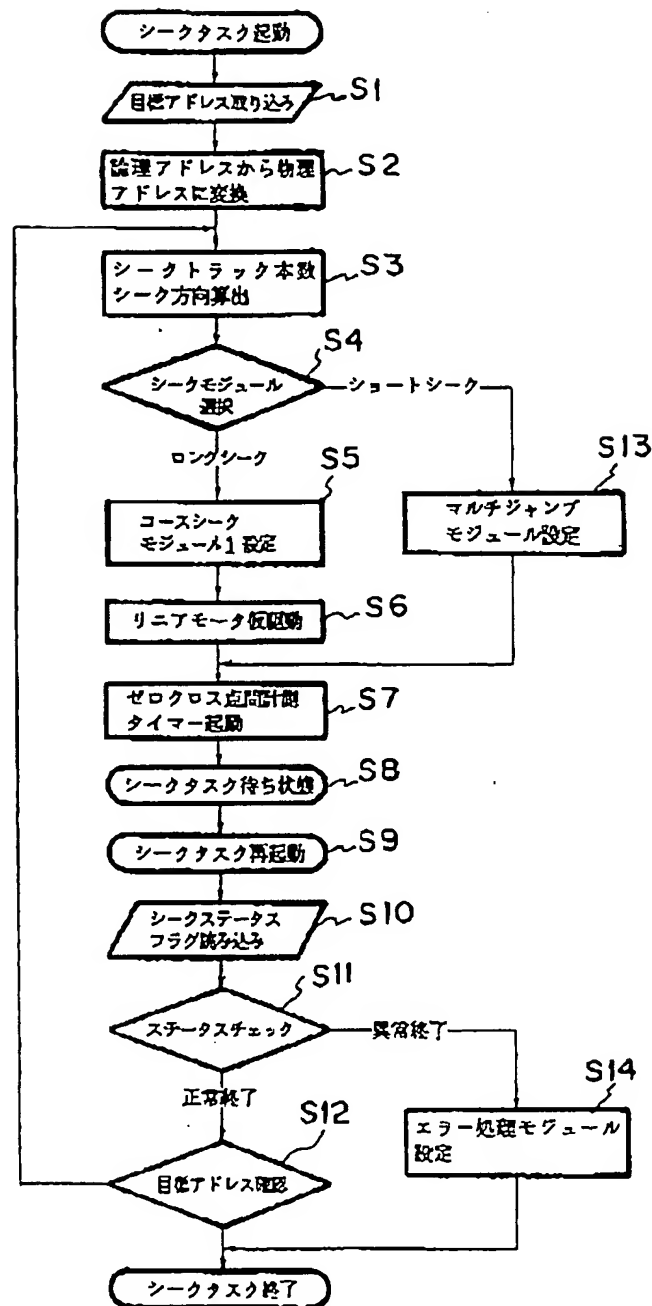 シークタスク起動
目標アドレス取り込み
S1
論理アドレスから物理
アドレスに変換
S2
シークトラック本数
シーク方向算出
S3
シークモジュール
選択
S4
ショートシーク
ロングシーク
コースシーク
モジュール1設定
S5
マルチジャンプ
モジュール設定
S13
リニアモータ仮駆動
S6
ゼロクロス点間計測
タイマー起動
S7
シークタスク待ち状態
S8
シークタスク再起動
S9
シークステータス
フラグ読み込み
S10
ステータスチェック
S11
異常終了
正常終了
エラー処理モジュール
設定
S14
目標アドレス確認
S12
シークタスク終了